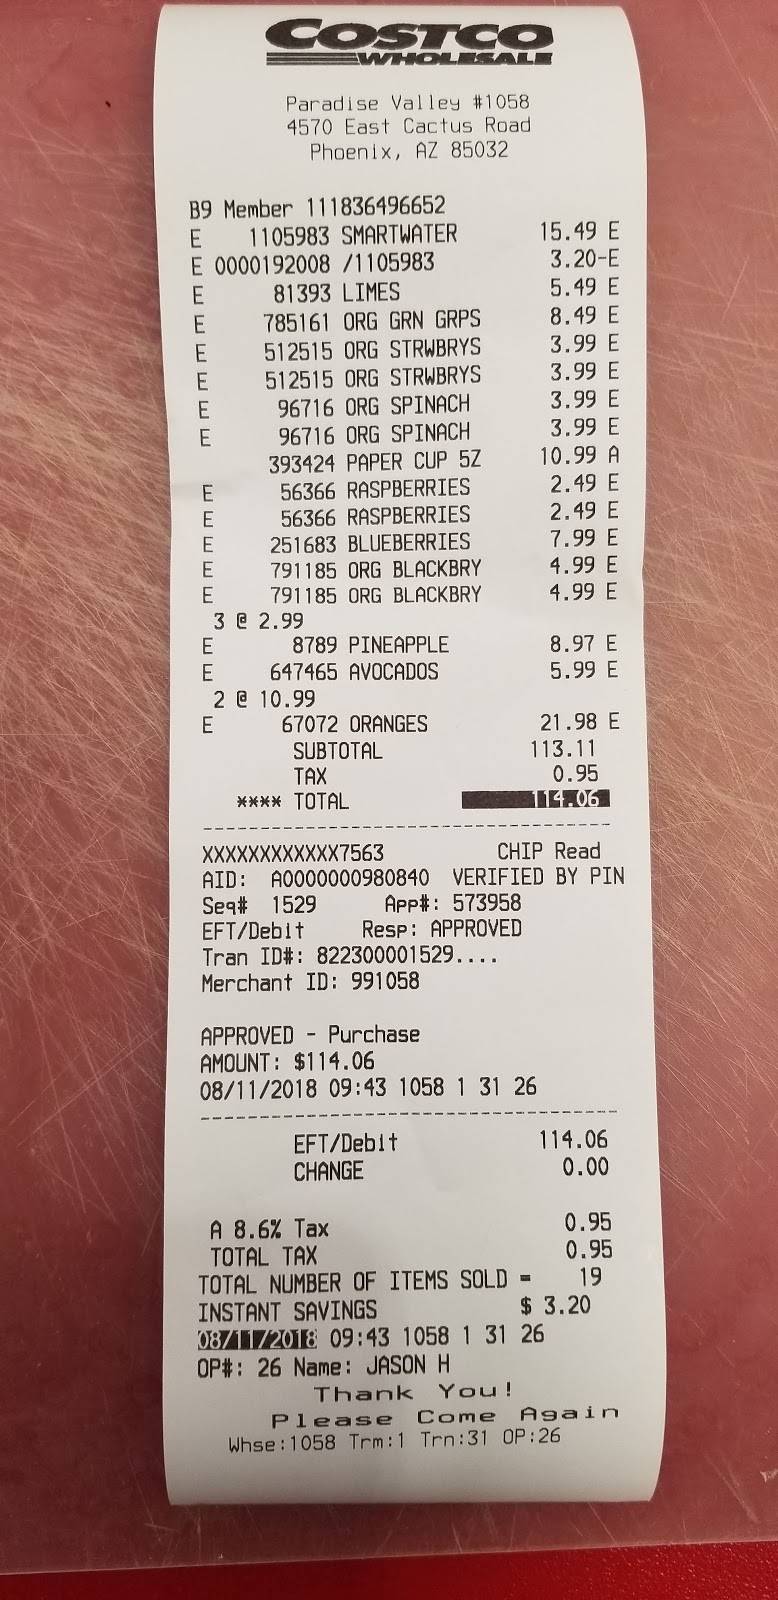 COSTCO
WHOLESALE
Paradise Valley #1058
4570 East Cactus Road
Phoenix, AZ 85032
B9 Member 111836496652
E 1105983 SMARTWATER 15.49 E
E 0000192008 /1105983 3.20-E
E 81393 LIMES 5.49 E
E 785161 ORG GRN GRPS 8.49 E
E 512515 ORG STRWBRYS 3.99 E
E 512515 ORG STRWBRYS 3.99 E
E 96716 ORG SPINACH 3.99 E
E 96716 ORG SPINACH 3.99 E
393424 PAPER CUP 5Z 10.99 A
E 56366 RASPBERRIES 2.49 E
E 56366 RASPBERRIES 2.49 E
E 251683 BLUEBERRIES 7.99 E
E 791185 ORG BLACKBRY 4.99 E
E 791185 ORG BLACKBRY 4.99 E
3 @ 2.99
E 8789 PINEAPPLE 8.97 E
E 647465 AVOCADOS 5.99 E
2 @ 10.99
E 67072 ORANGES 21.98 E
SUBTOTAL 113.11
TAX 0.95
**** TOTAL 114.06
XXXXXXXXXXXX7563 CHIP Read
AID: A0000000980840 VERIFIED BY PIN
Seq# 1529 App#: 573958
EFT/Debit Resp: APPROVED
Tran ID#: 822300001529....
Merchant ID: 991058
APPROVED - Purchase
AMOUNT: $114.06
08/11/2018 09:43 1058 1 31 26
EFT/Debit 114.06
CHANGE 0.00
A 8.6% Tax 0.95
TOTAL TAX 0.95
TOTAL NUMBER OF ITEMS SOLD = 19
INSTANT SAVINGS $ 3.20
08/11/2018 09:43 1058 1 31 26
OP#: 26 Name: JASON H
Thank You!
Please Come Again
Whse:1058 Trm:1 Trn:31 OP:26